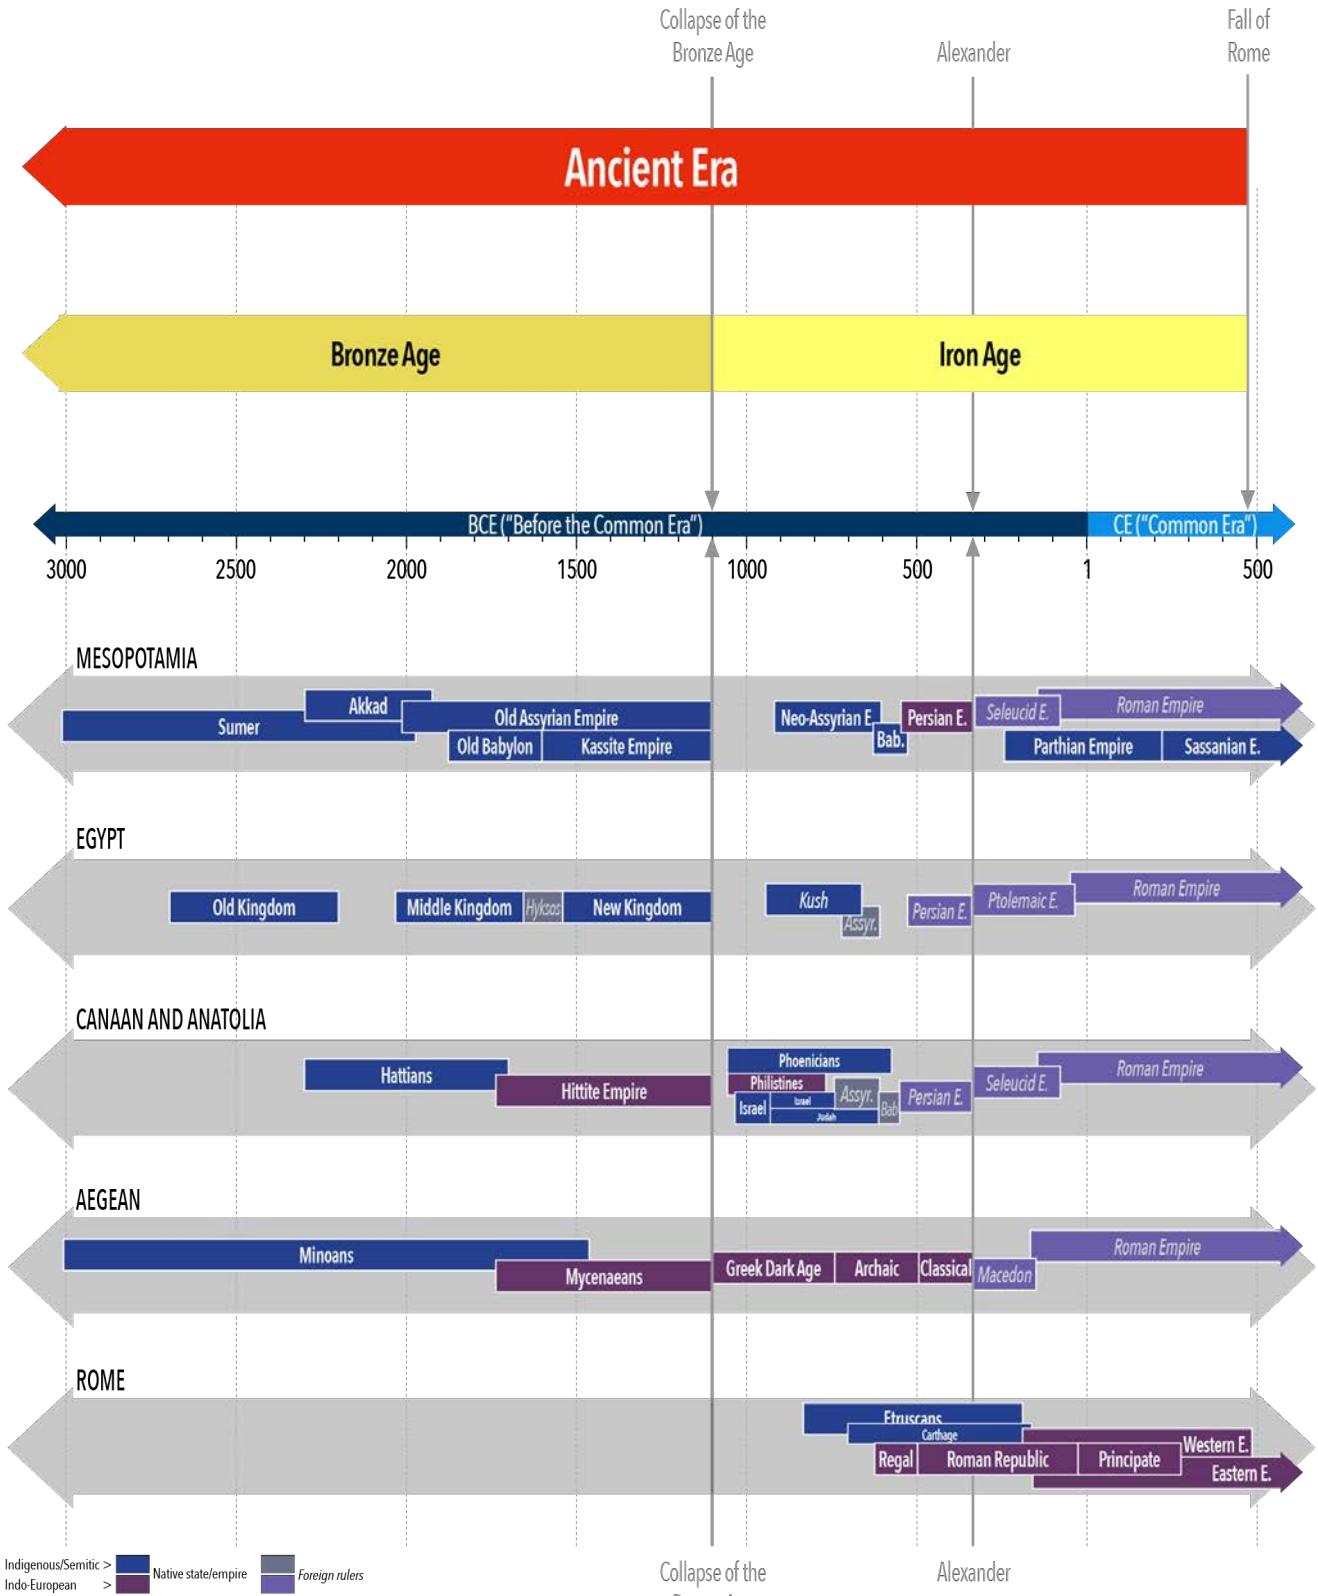 Collapse of the
Bronze Age
Alexander
Fall of
Rome
Ancient Era
Bronze Age
Iron Age
BCE ("Before the Common Era")
CE ("Common Era")
3000
2500
2000
1500
1000
500
1
500
MESOPOTAMIA
Sumer
Akkad
Old Assyrian Empire
Old Babylon
Kassite Empire
Neo-Assyrian E.
Bab.
Persian E.
Seleucid E.
Roman Empire
Parthian Empire
Sassanian E.
EGYPT
Old Kingdom
Middle Kingdom
Hyksos
New Kingdom
Kush
Assyr.
Persian E.
Ptolemaic E.
Roman Empire
CANAAN AND ANATOLIA
Hattians
Hittite Empire
Phoenicians
Philistines
Israel
Israel
Judah
Assyr.
Bab
Persian E.
Seleucid E.
Roman Empire
AEGEAN
Minoans
Mycenaeans
Greek Dark Age
Archaic
Classical
Macedon
Roman Empire
ROME
Etruscans
Carthage
Regal
Roman Republic
Principate
Western E.
Eastern E.
Indigenous/Semitic >
Indo-European >
Native state/empire
Foreign rulers
Collapse of the
Alexander